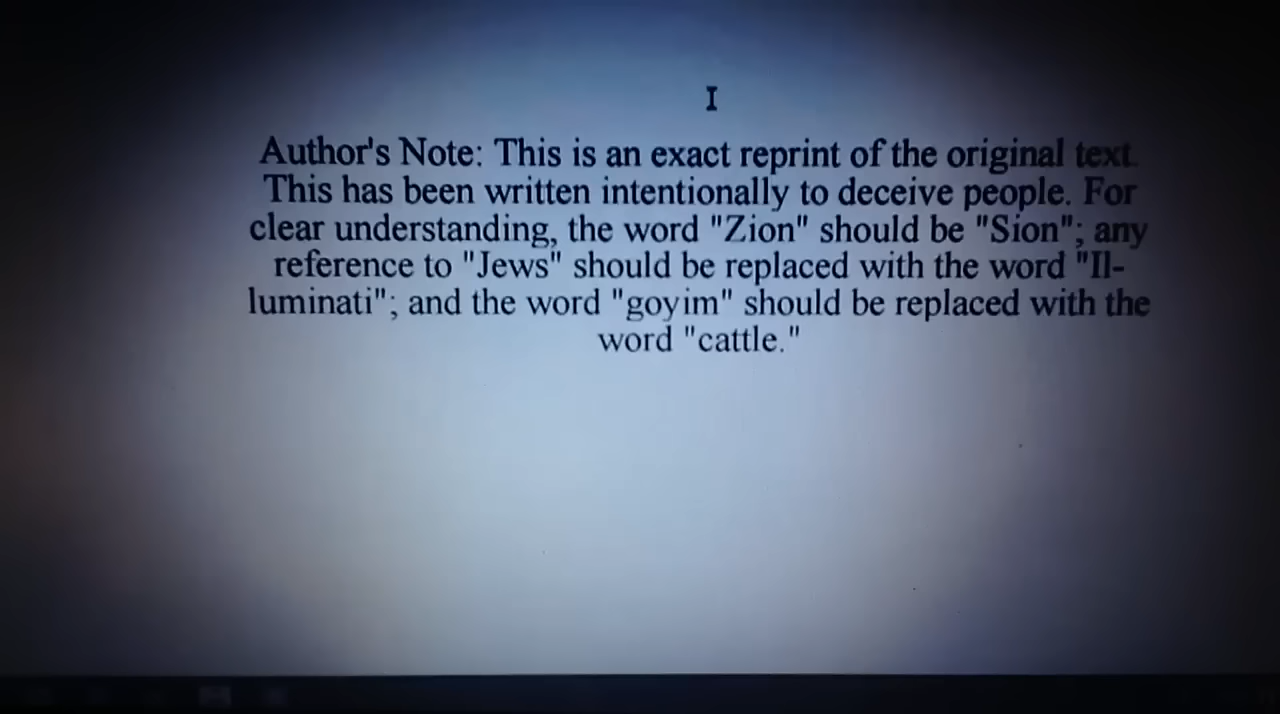 I
Author's Note: This is an exact reprint of the original text.
This has been written intentionally to deceive people. For
clear understanding, the word "Zion" should be "Sion"; any
reference to "Jews" should be replaced with the word "Il-
luminati"; and the word "goyim" should be replaced with the
word "cattle."